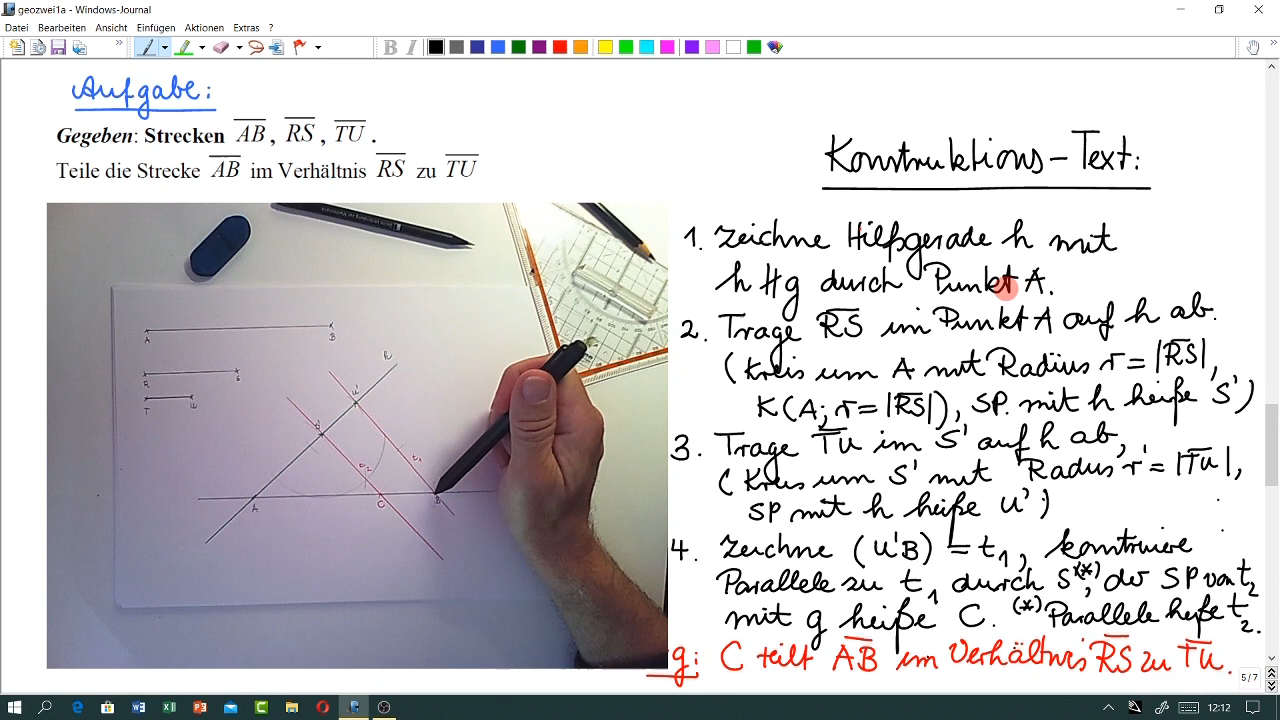 geozwei1a - Windows-Journal
Datei Bearbeiten Ansicht Einfügen Aktionen Extras
B I
Aufgabe:
Gegeben: Strecken AB, RS, TU.
Teile die Strecke AB im Verhältnis RS zu TU
A B
R S
T U
h
U'
S'
t2 t1
A C B
Konstruktions-Text:
1. Zeichne Hilfsgerade h mit
h ∦ g durch Punkt A.
2. Trage RS im Punkt A auf h ab.
(Kreis um A mit Radius r = |RS|,
K(A; r = |RS|), SP. mit h heiße S')
3. Trage TU im S' auf h ab,
(Kreis um S' mit Radius r' = |TU|,
SP mit h heiße U')
4. Zeichne (U'B) = t1, konstruiere
Parallele zu t1 durch S'(*), der SP von t2
mit g heiße C. (*) Parallele heiße t2.
g: C teilt AB im Verhältnis RS zu TU.
5 / 7
12:12